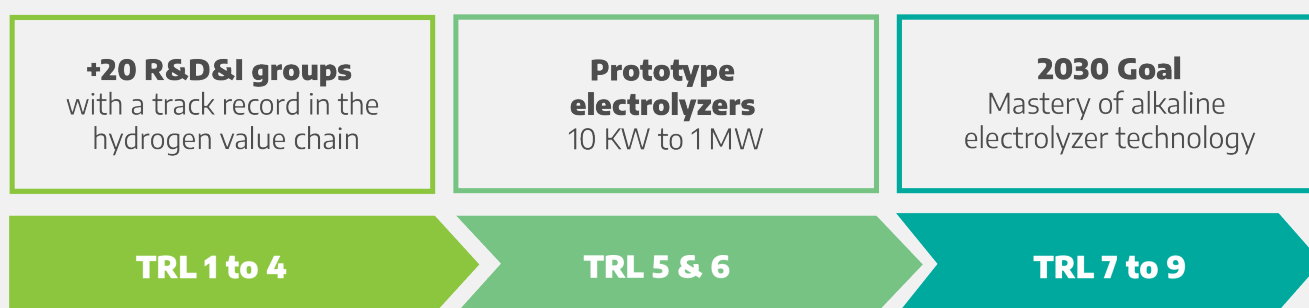 +20 R&D&I groups
with a track record in the
hydrogen value chain
Prototype
electrolyzers
10 KW to 1 MW
2030 Goal
Mastery of alkaline
electrolyzer technology
TRL 1 to 4
TRL 5 & 6
TRL 7 to 9